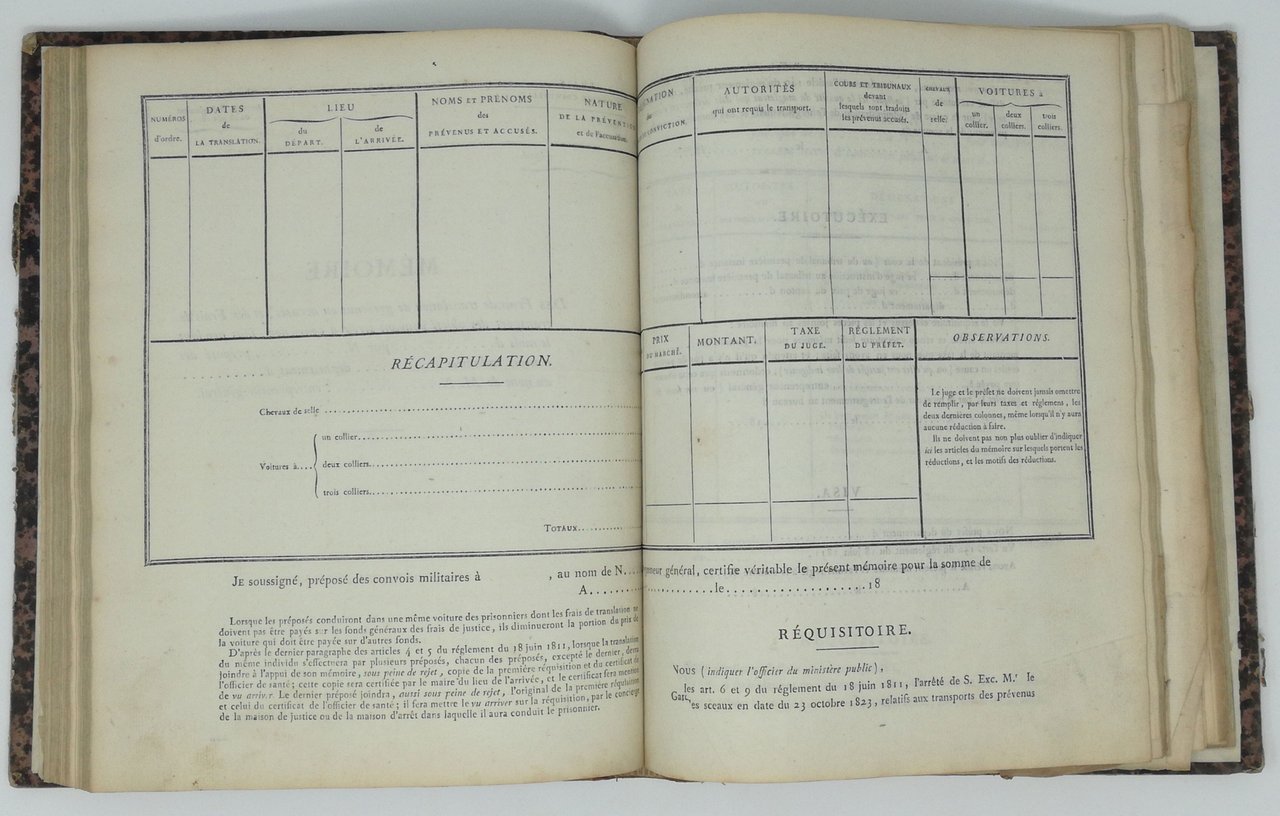 NUMÉROS
d'ordre.
DATES
de
LA TRANSLATION.
LIEU
du
DÉPART.
de
L'ARRIVÉE.
NOMS ET PRÉNOMS
des
PRÉVENUS ET ACCUSÉS.
NATURE
DE LA PRÉVENTION
et de l'accusation.
NATION
CONVICTION.
AUTORITÉS
qui ont requis le transport.
COURS ET TRIBUNAUX
devant
lesquels sont traduits
les prévenus accusés.
CHEVAUX
de
selle.
VOITURES à
un
collier.
deux
colliers.
trois
colliers.
RÉCAPITULATION.
Chevaux de selle
Voitures à....
un collier
deux colliers
trois colliers
TOTAUX
PRIX
DU MARCHÉ.
MONTANT.
TAXE
DU JUGE.
RÉGLEMENT
DU PRÉFET.
OBSERVATIONS.
Le juge et le préfet ne doivent jamais omettre
de remplir, par leurs taxes et réglemens, les
deux dernières colonnes, même lorsqu'il n'y aura
aucune réduction à faire.
Ils ne doivent pas non plus oublier d'indiquer
ici les articles du mémoire sur lesquels portent les
réductions, et les motifs des réductions.
JE soussigné, préposé des convois militaires à , au nom de N.... neur général, certifie véritable le présent mémoire pour la somme de
A..................le..................18
Lorsque les préposés conduiront dans une même voiture des prisonniers dont les frais de translation ne
doivent pas être payés sur les fonds généraux des frais de justice, ils diminueront la portion du prix de
la voiture qui doit être payée sur d'autres fonds.
D'après le dernier paragraphe des articles 4 et 5 du réglement du 18 juin 1811, lorsque la translation
du même individu s'effectuera par plusieurs préposés, chacun des préposés, excepté le dernier, devra
joindre à l'appui de son mémoire, sous peine de rejet, copie de la première réquisition et du certificat de
l'officier de santé; cette copie sera certifiée par le maire du lieu de l'arrivée, et le certificat fera mention
de vu arriver. Le dernier préposé joindra, aussi sous peine de rejet, l'original de la première réquisition
et celui du certificat de l'officier de santé; il fera mettre le vu arriver sur la réquisition, par le concierge
de la maison de justice ou de la maison d'arrêt dans laquelle il aura conduit le prisonnier.
RÉQUISITOIRE.
NOUS (indiquer l'officier du ministère public),
les art. 6 et 9 du réglement du 18 juin 1811, l'arrêté de S. Exc. M.r le
Gar es sceaux en date du 23 octobre 1823, relatifs aux transports des prévenus